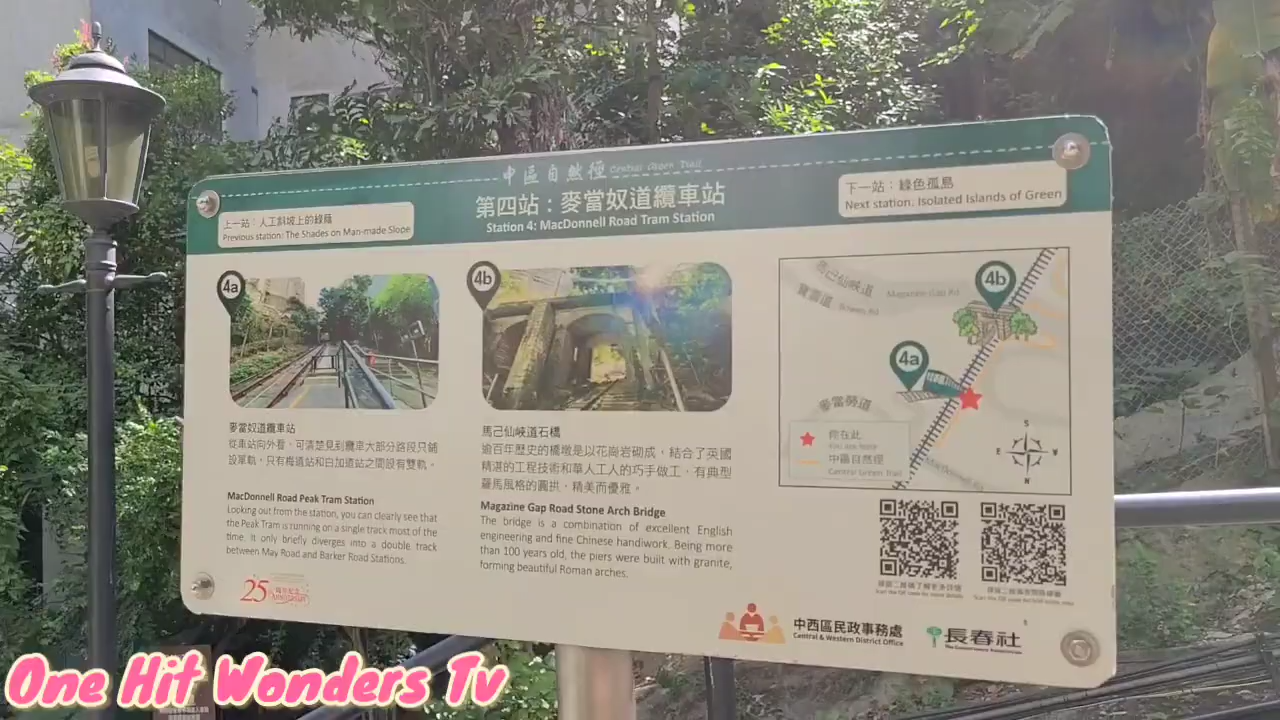 中區自然徑 Central Green Trail
第四站：麥當奴道纜車站
Station 4: MacDonnell Road Tram Station
上一站：人工斜坡上的綠蔭
Previous station: The Shades on Man-made Slope
下一站：綠色孤島
Next station: Isolated Islands of Green
4a
麥當奴道纜車站
從車站向外看，可清楚見到纜車大部分路段只鋪
設單軌，只有梅道站和白加道站之間設有雙軌。
MacDonnell Road Peak Tram Station
Looking out from the station, you can clearly see that
the Peak Tram is running on a single track most of the
time. It only briefly diverges into a double track
between May Road and Barker Road Stations.
25
ANNIVERSARY
4b
馬己仙峽道石橋
逾百年歷史的橋墩是以花崗岩砌成，結合了英國
精湛的工程技術和華人工人的巧手做工，有典型
羅馬風格的圓拱，精美而優雅。
Magazine Gap Road Stone Arch Bridge
The bridge is a combination of excellent English
engineering and fine Chinese handiwork. Being more
than 100 years old, the piers were built with granite,
forming beautiful Roman arches.
馬己仙峽道 Magazine Gap Rd
寶雲道 Bowen Rd
4b
4a
麥當勞道
MacDonnell Rd
你在此
You are here
中區自然徑
Central Green Trail
S
E
W
N
中西區民政事務處
Central & Western District Office
長春社
One Hit Wonders Tv